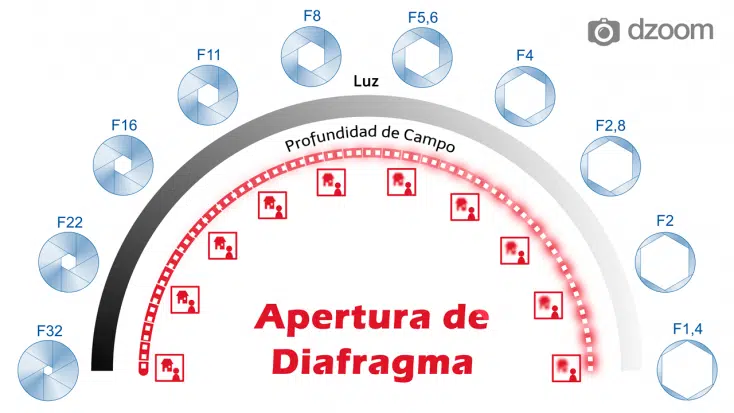 F8
F5,6
dzoom
F11
F4
Luz
F16
F2,8
Profundidad de Campo
F22
F2
F32
F1,4
Apertura de
Diafragma